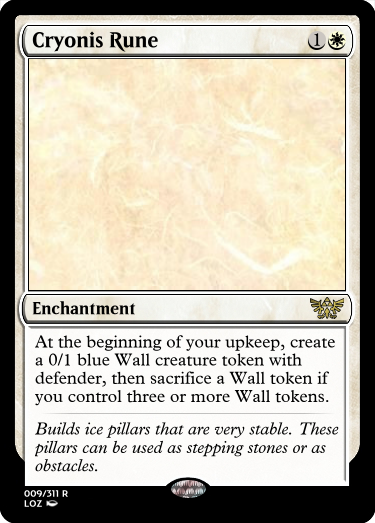 Cryonis Rune 1
Enchantment
At the beginning of your upkeep, create
a 0/1 blue Wall creature token with
defender, then sacrifice a Wall token if
you control three or more Wall tokens.
Builds ice pillars that are very stable. These
pillars can be used as stepping stones or as
obstacles.
009/311 R
LOZ